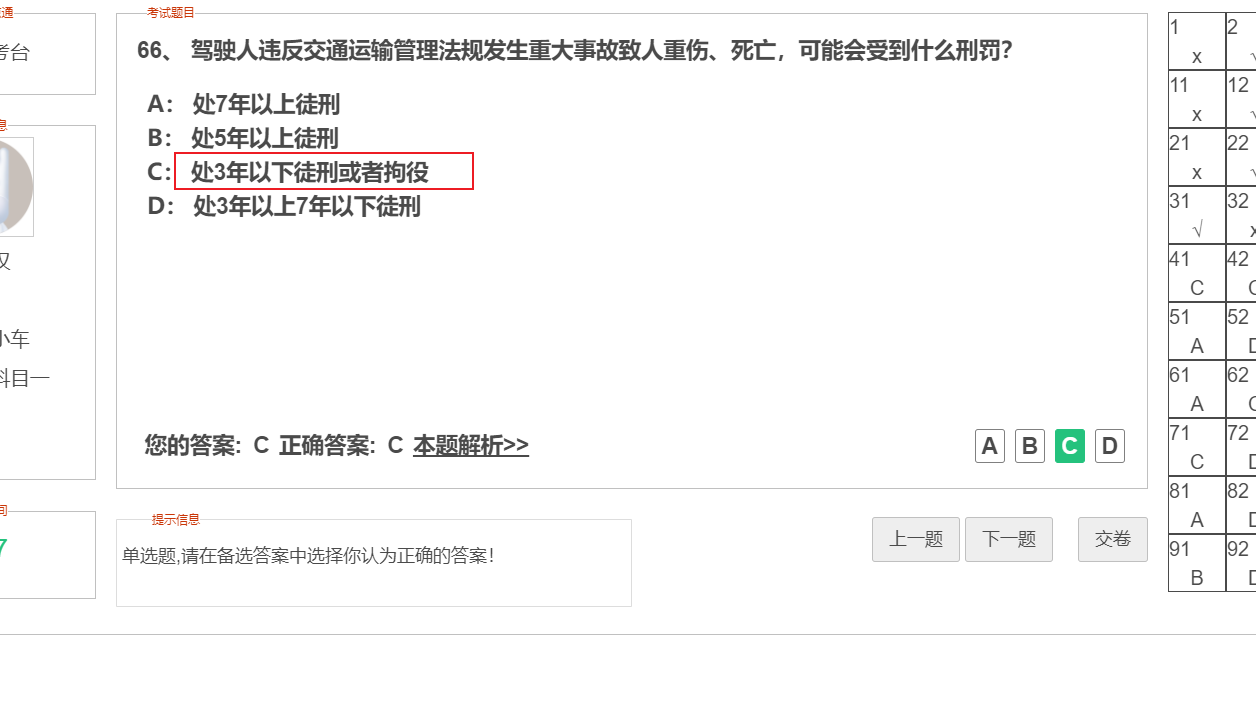 考试题目
66、 驾驶人违反交通运输管理法规发生重大事故致人重伤、死亡，可能会受到什么刑罚？
A： 处7年以上徒刑
B： 处5年以上徒刑
C： 处3年以下徒刑或者拘役
D： 处3年以上7年以下徒刑
您的答案: C 正确答案: C 本题解析>>
A B C D
提示信息
单选题,请在备选答案中选择你认为正确的答案！
上一题 下一题 交卷
考台
小车
科目一
7
1 2
x √
11 12
x √
21 22
x √
31 32
√ x
41 42
C
51 52
A D
61 62
A
71 72
C D
81 82
A D
91 92
B D